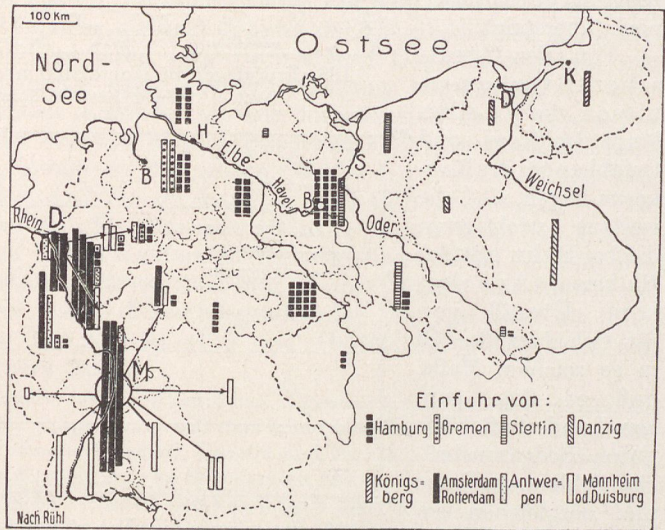 100 Km
Ostsee
Nord-
See
K
D
H
Elbe
B
S
Havel
B
Weichsel
Rhein
D
Oder
M
Einfuhr von:
Hamburg Bremen Stettin Danzig
Königs-
berg
Amsterdam
Rotterdam
Antwer-
pen
Mannheim
od. Duisburg
Nach Rühl